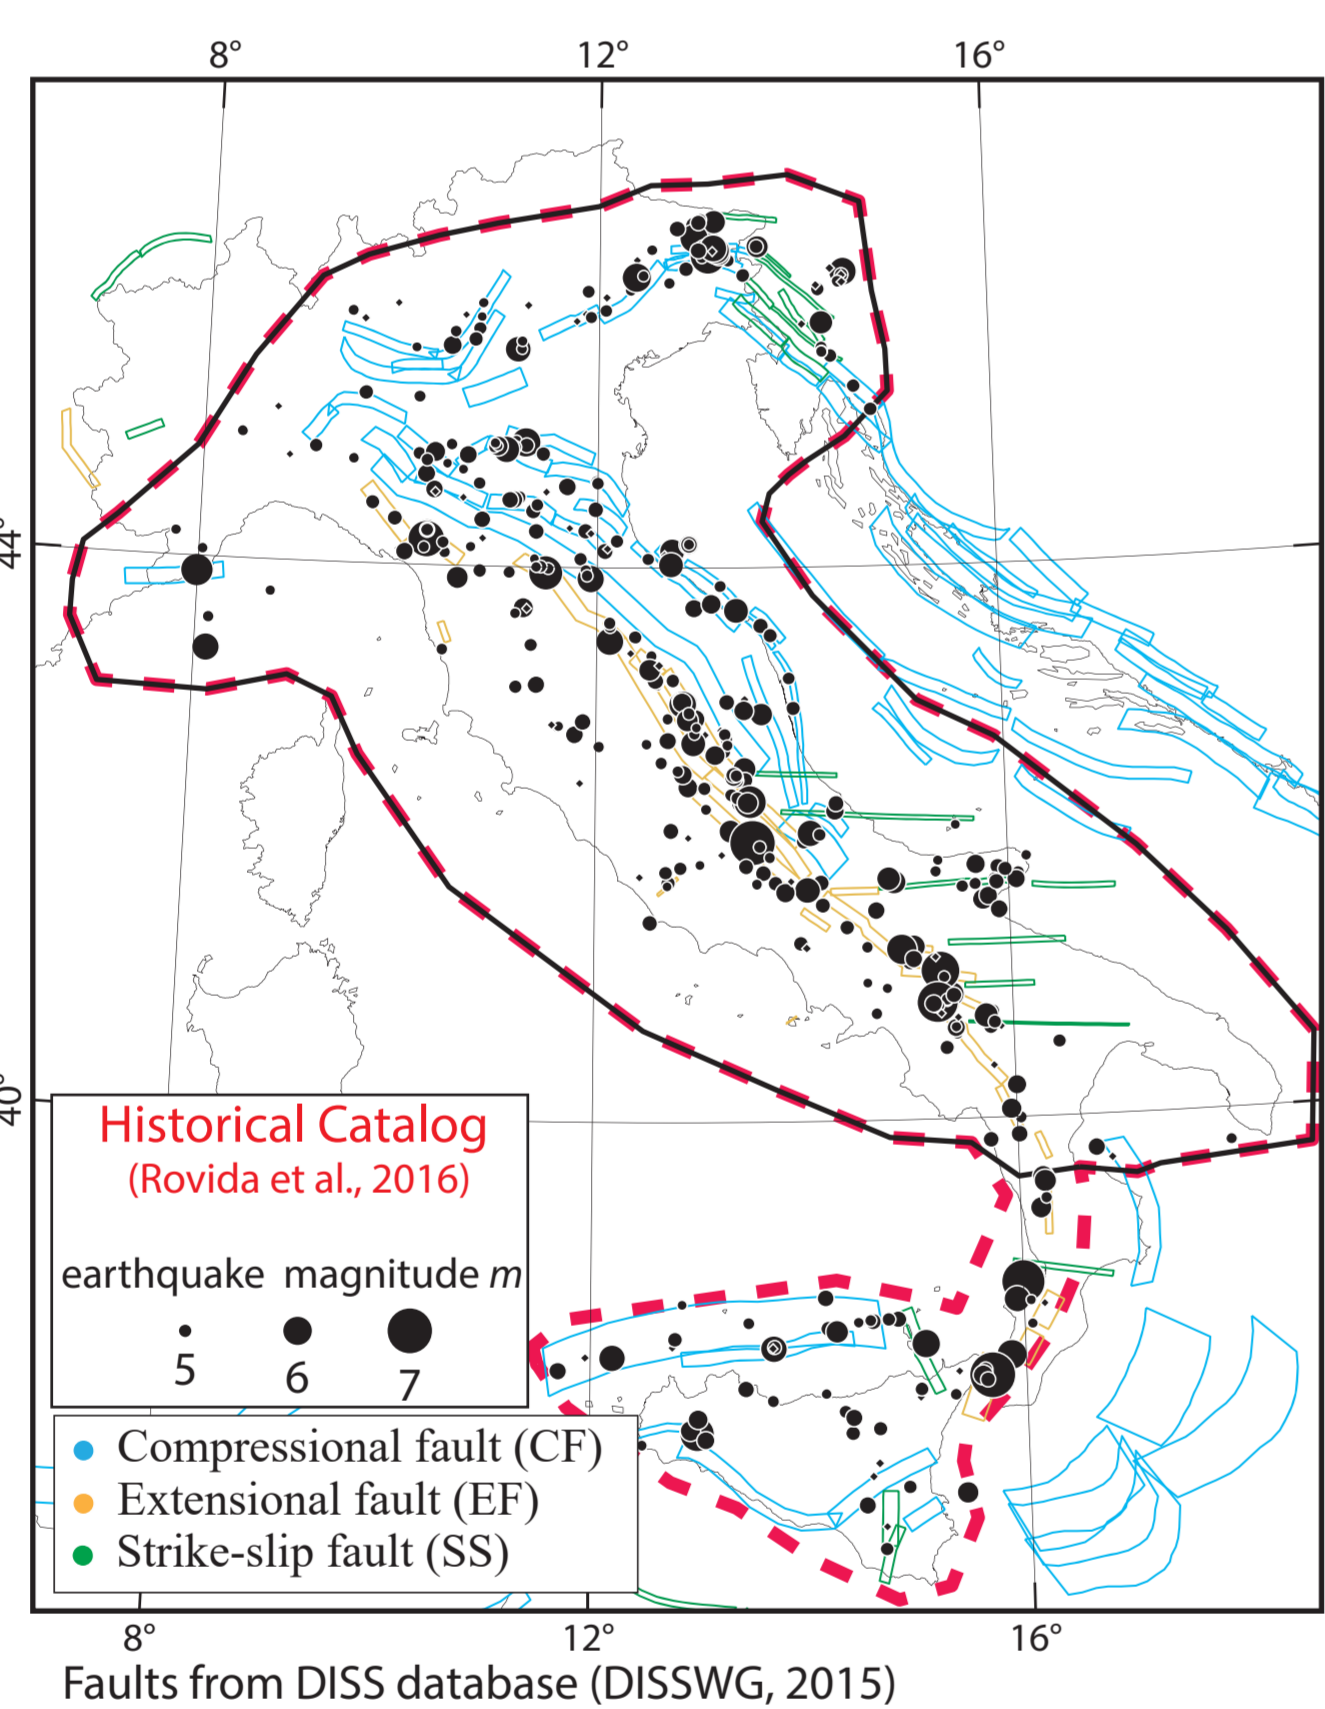 8° 12° 16°
44°
40°
Historical Catalog
(Rovida et al., 2016)
earthquake magnitude m
5 6 7
Compressional fault (CF)
Extensional fault (EF)
Strike-slip fault (SS)
8° 12° 16°
Faults from DISS database (DISSWG, 2015)